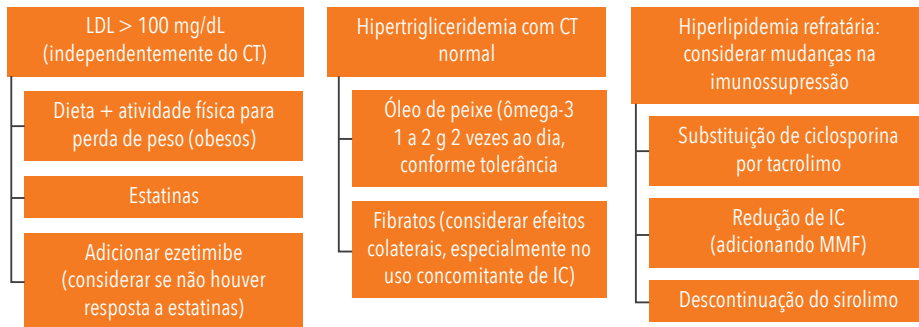 LDL > 100 mg/dL
(independentemente do CT)
Dieta + atividade física para
perda de peso (obesos)
Estatinas
Adicionar ezetimibe
(considerar se não houver
resposta a estatinas)
Hipertrigliceridemia com CT
normal
Óleo de peixe (ômega-3
1 a 2 g 2 vezes ao dia,
conforme tolerância
Fibratos (considerar efeitos
colaterais, especialmente no
uso concomitante de IC)
Hiperlipidemia refratária:
considerar mudanças na
imunossupressão
Substituição de ciclosporina
por tacrolimo
Redução de IC
(adicionando MMF)
Descontinuação do sirolimo